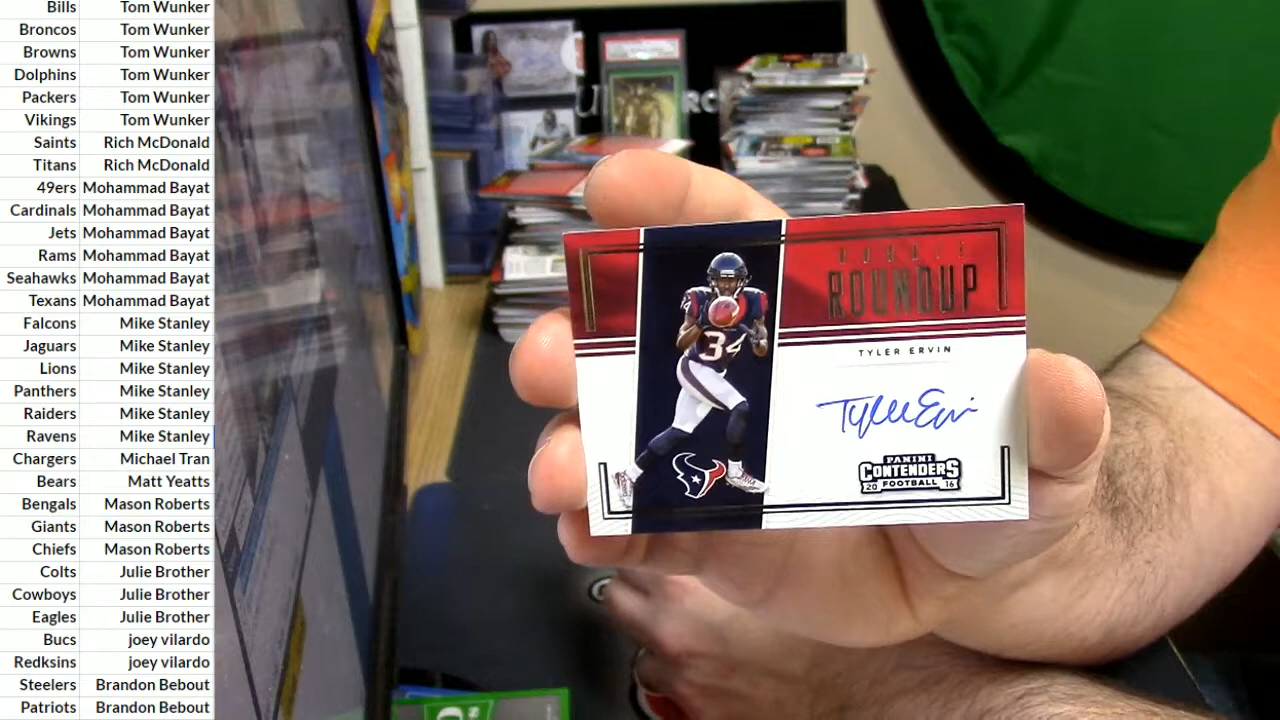 Bills Tom Wunker
Broncos Tom Wunker
Browns Tom Wunker
Dolphins Tom Wunker
Packers Tom Wunker
Vikings Tom Wunker
Saints Rich McDonald
Titans Rich McDonald
49ers Mohammad Bayat
Cardinals Mohammad Bayat
Jets Mohammad Bayat
Rams Mohammad Bayat
Seahawks Mohammad Bayat
Texans Mohammad Bayat
Falcons Mike Stanley
Jaguars Mike Stanley
Lions Mike Stanley
Panthers Mike Stanley
Raiders Mike Stanley
Ravens Mike Stanley
Chargers Michael Tran
Bears Matt Yeatts
Bengals Mason Roberts
Giants Mason Roberts
Chiefs Mason Roberts
Colts Julie Brother
Cowboys Julie Brother
Eagles Julie Brother
Bucs joey vilardo
Redksins joey vilardo
Steelers Brandon Bebout
Patriots Brandon Bebout
ROOKIE
ROUNDUP
TYLER ERVIN
Tyler Ervin
PANINI
CONTENDERS
20 FOOTBALL 16
34